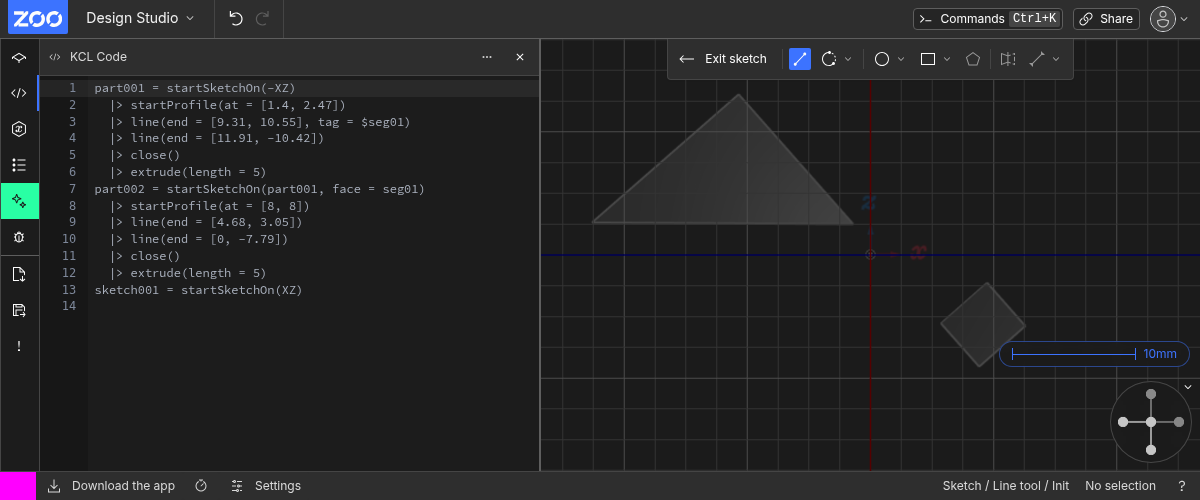 ZOO Design Studio Commands Ctrl+K Share
KCL Code
Exit sketch
1 part001 = startSketchOn(-XZ)
2 |> startProfile(at = [1.4, 2.47])
3 |> line(end = [9.31, 10.55], tag = $seg01)
4 |> line(end = [11.91, -10.42])
5 |> close()
6 |> extrude(length = 5)
7 part002 = startSketchOn(part001, face = seg01)
8 |> startProfile(at = [8, 8])
9 |> line(end = [4.68, 3.05])
10 |> line(end = [0, -7.79])
11 |> close()
12 |> extrude(length = 5)
13 sketch001 = startSketchOn(XZ)
14
z
x
10mm
Download the app Settings Sketch / Line tool / Init No selection ?